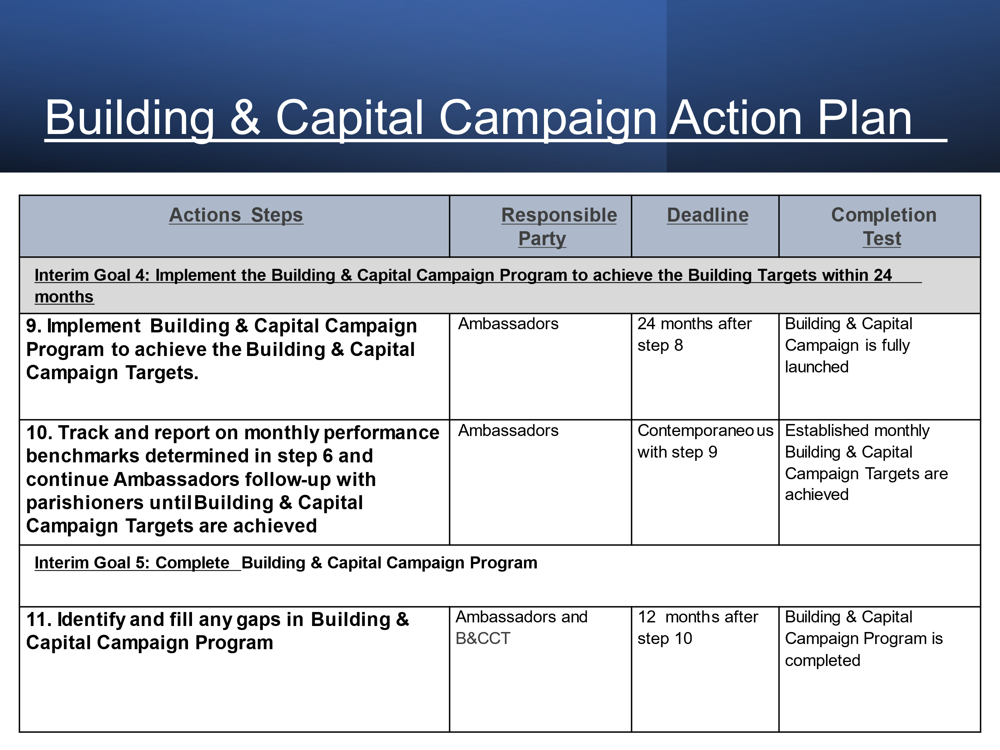 Building & Capital Campaign Action Plan
Actions Steps
Responsible
Party
Deadline
Completion
Test
Interim Goal 4: Implement the Building & Capital Campaign Program to achieve the Building Targets within 24
months
9. Implement Building & Capital Campaign
Program to achieve the Building & Capital
Campaign Targets.
Ambassadors
24 months after
step 8
Building & Capital
Campaign is fully
launched
10. Track and report on monthly performance
benchmarks determined in step 6 and
continue Ambassadors follow-up with
parishioners until Building & Capital
Campaign Targets are achieved
Ambassadors
Contemporaneous
with step 9
Established monthly
Building & Capital
Campaign Targets are
achieved
Interim Goal 5: Complete Building & Capital Campaign Program
11. Identify and fill any gaps in Building &
Capital Campaign Program
Ambassadors and
B&CCT
12 months after
step 10
Building & Capital
Campaign Program is
completed